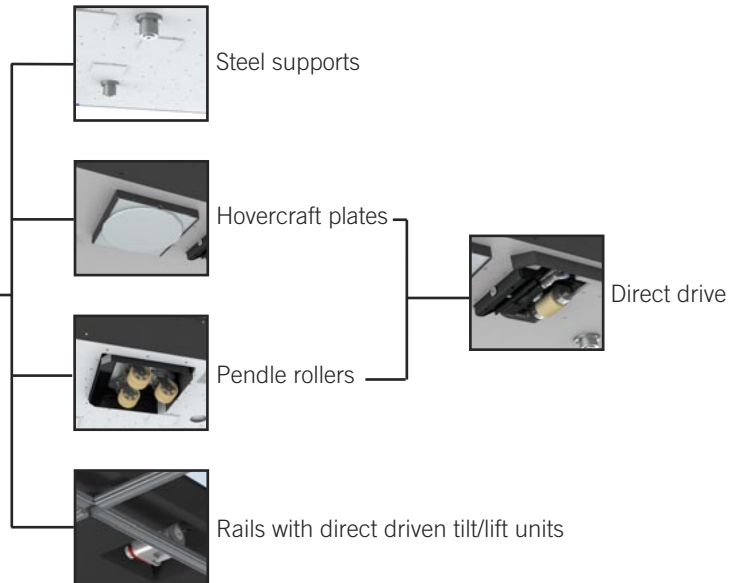 Steel supports
Hovercraft plates
Direct drive
Pendle rollers
Rails with direct driven tilt/lift units